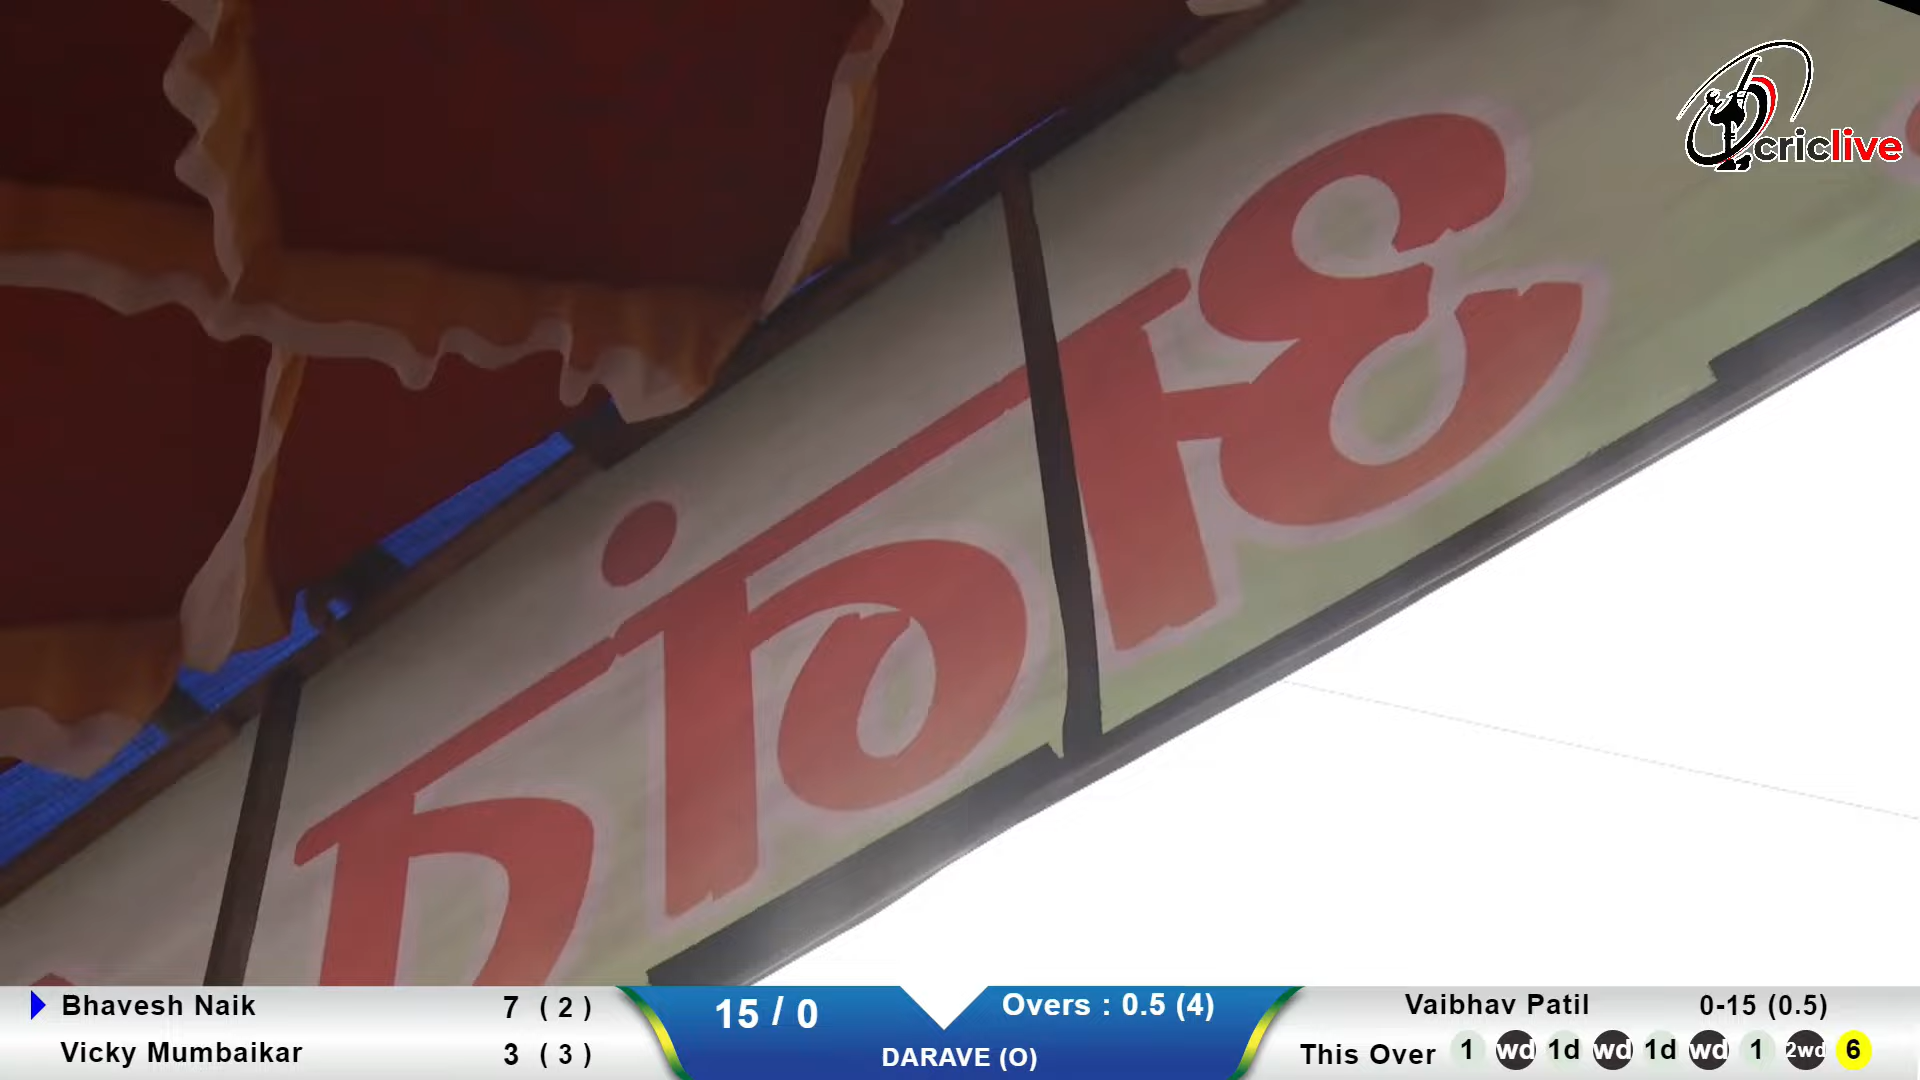 criclive
Bhavesh Naik 7 ( 2 )
Vicky Mumbaikar 3 ( 3 )
15 / 0
Overs : 0.5 (4)
DARAVE (O)
Vaibhav Patil 0-15 (0.5)
This Over 1 wd 1d wd 1d wd 1 2wd 6